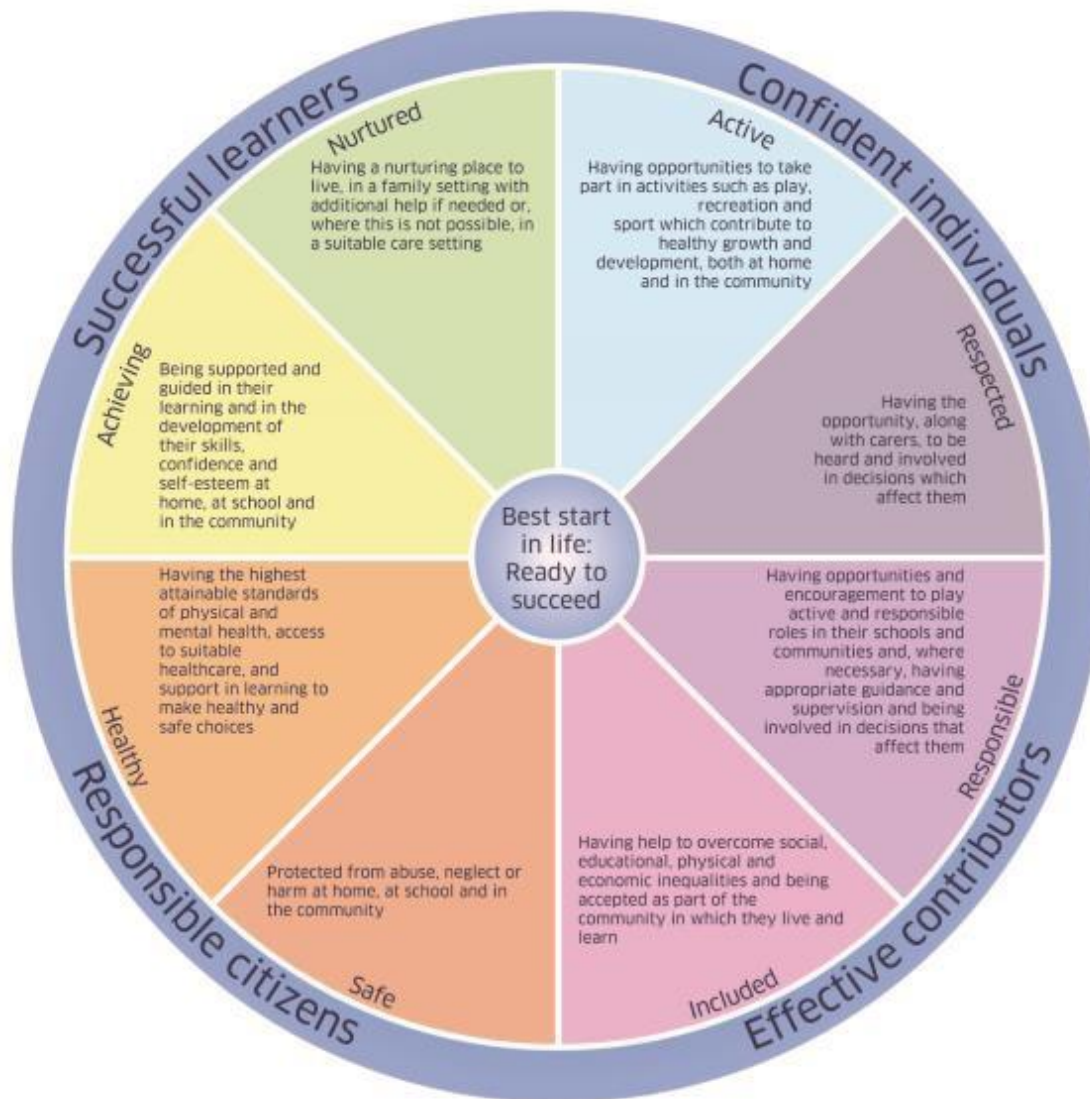 Successful learners
Confident individuals
Nurtured
Having a nurturing place to
live, in a family setting with
additional help if needed or,
where this is not possible, in
a suitable care setting
Active
Having opportunities to take
part in activities such as play,
recreation and
sport which contribute to
healthy growth and
development, both at home
and in the community
Achieving
Being supported and
guided in their
learning and in the
development of
their skills,
confidence and
self-esteem at
home, at school and
in the community
Respected
Having the
opportunity, along
with carers, to be
heard and involved
in decisions which
affect them
Best start
in life:
Ready to
succeed
Healthy
Having the highest
attainable standards
of physical and
mental health, access
to suitable
healthcare, and
support in learning to
make healthy and
safe choices
Responsible
Having opportunities and
encouragement to play
active and responsible
roles in their schools and
communities and, where
necessary, having
appropriate guidance and
supervision and being
involved in decisions that
affect them
Protected from abuse, neglect or
harm at home, at school and in
the community
Safe
Having help to overcome social,
educational, physical and
economic inequalities and being
accepted as part of the
community in which they live and
learn
Included
Responsible citizens
Effective contributors